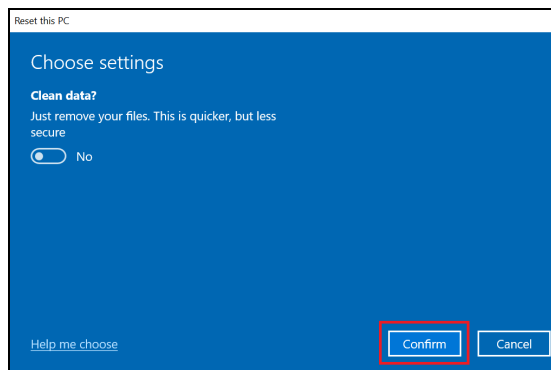 Reset this PC
Choose settings
Clean data?
Just remove your files. This is quicker, but less
secure
No
Help me choose
Confirm
Cancel